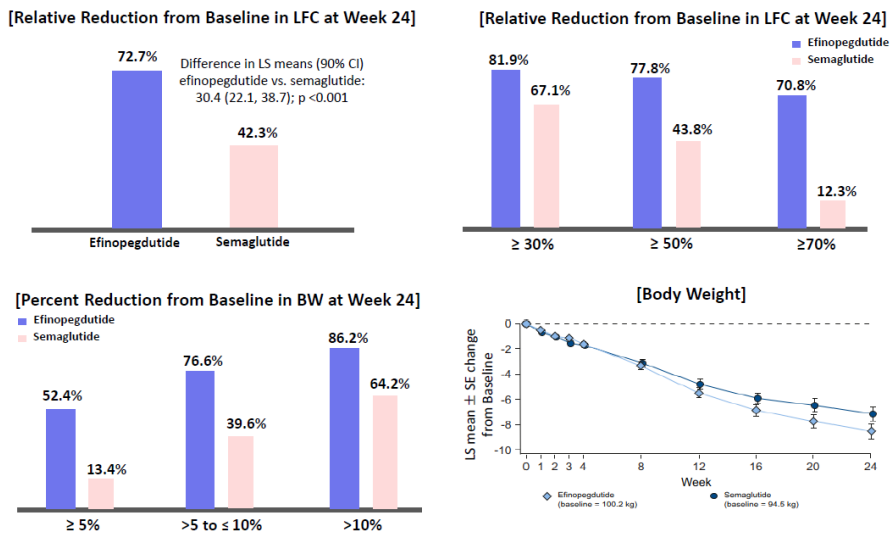 [Relative Reduction from Baseline in LFC at Week 24]
72.7%
Difference in LS means (90% CI)
efinopegdutide vs. semaglutide:
30.4 (22.1, 38.7); p <0.001
42.3%
Efinopegdutide
Semaglutide
[Relative Reduction from Baseline in LFC at Week 24]
Efinopegdutide
Semaglutide
81.9%
67.1%
77.8%
43.8%
70.8%
12.3%
≥ 30%
≥ 50%
≥70%
[Percent Reduction from Baseline in BW at Week 24]
Efinopegdutide
Semaglutide
52.4%
13.4%
76.6%
39.6%
86.2%
64.2%
≥ 5%
>5 to ≤ 10%
>10%
[Body Weight]
LS mean ± SE change
from Baseline
0
-2
-4
-6
-8
-10
0 1 2 3 4 8 12 16 20 24
Week
Efinopegdutide
(baseline = 100.2 kg)
Semaglutide
(baseline = 94.5 kg)